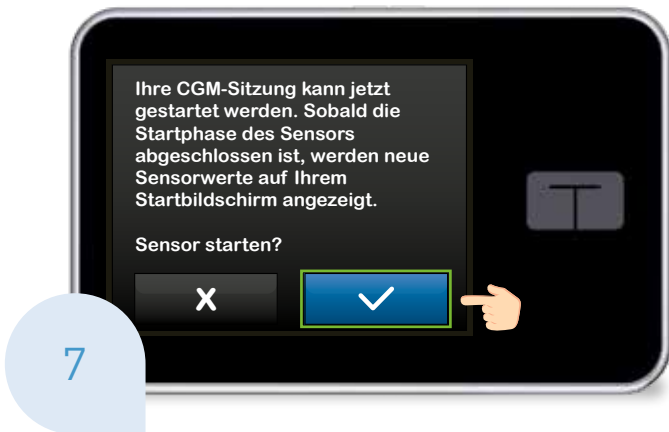 Ihre CGM-Sitzung kann jetzt
gestartet werden. Sobald die
Startphase des Sensors
abgeschlossen ist, werden neue
Sensorwerte auf Ihrem
Startbildschirm angezeigt.
Sensor starten?
X
7